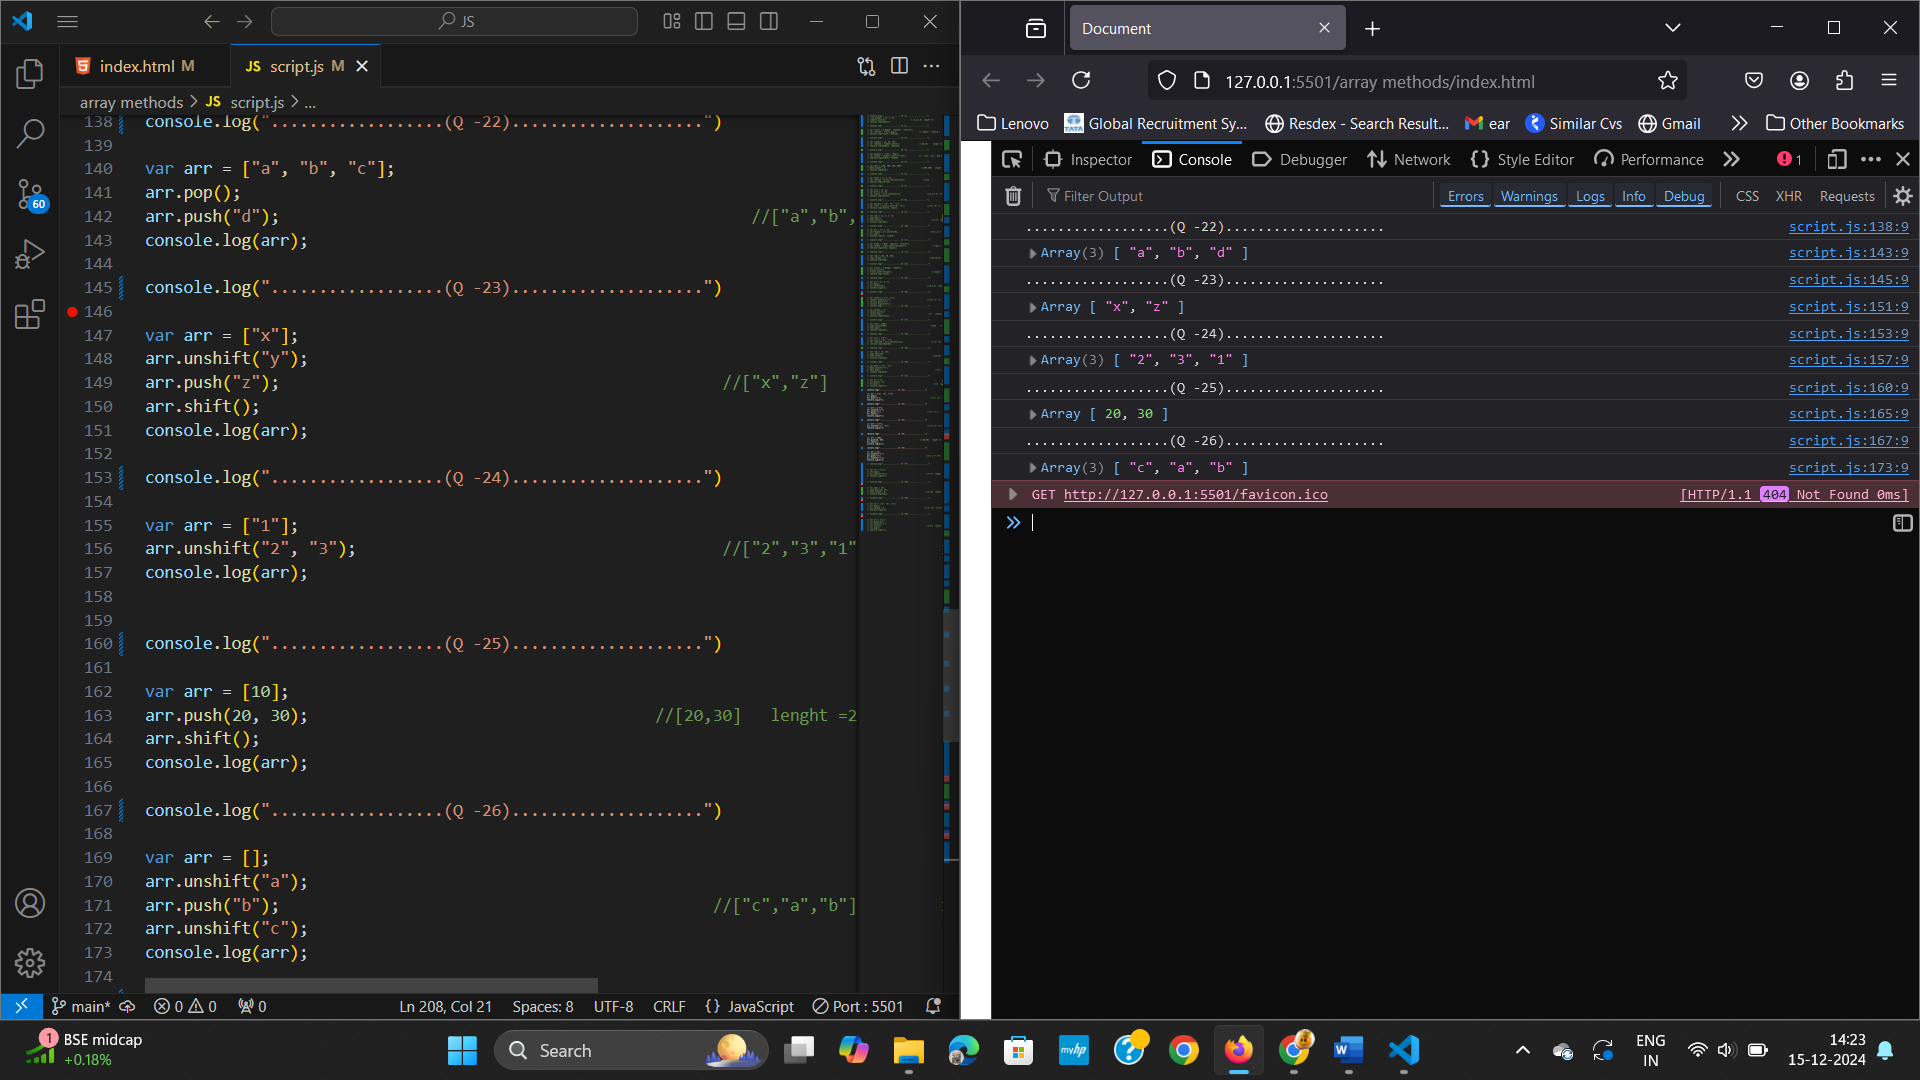 JS
index.html M
JS script.js M
array methods > JS script.js > ...
138 console.log("..................(Q -22)....................")
139
140 var arr = ["a", "b", "c"];
141 arr.pop();
142 arr.push("d"); //["a","b",
143 console.log(arr);
144
145 console.log("..................(Q -23)....................")
146
147 var arr = ["x"];
148 arr.unshift("y");
149 arr.push("z"); //["x","z"]
150 arr.shift();
151 console.log(arr);
152
153 console.log("..................(Q -24)....................")
154
155 var arr = ["1"];
156 arr.unshift("2", "3"); //["2","3","1"
157 console.log(arr);
158
159
160 console.log("..................(Q -25)....................")
161
162 var arr = [10];
163 arr.push(20, 30); //[20,30] lenght =2
164 arr.shift();
165 console.log(arr);
166
167 console.log("..................(Q -26)....................")
168
169 var arr = [];
170 arr.unshift("a");
171 arr.push("b"); //["c","a","b"]
172 arr.unshift("c");
173 console.log(arr);
174
60
main* 0 0 0 Ln 208, Col 21 Spaces: 8 UTF-8 CRLF {} JavaScript Port : 5501
Document
127.0.0.1:5501/array methods/index.html
Lenovo TATA Global Recruitment Sy... Resdex - Search Result... ear Similar Cvs Gmail Other Bookmarks
Inspector Console Debugger Network Style Editor Performance 1
Filter Output Errors Warnings Logs Info Debug CSS XHR Requests
..................(Q -22).................... script.js:138:9
Array(3) [ "a", "b", "d" ] script.js:143:9
..................(Q -23).................... script.js:145:9
Array [ "x", "z" ] script.js:151:9
..................(Q -24).................... script.js:153:9
Array(3) [ "2", "3", "1" ] script.js:157:9
..................(Q -25).................... script.js:160:9
Array [ 20, 30 ] script.js:165:9
..................(Q -26).................... script.js:167:9
Array(3) [ "c", "a", "b" ] script.js:173:9
GET http://127.0.0.1:5501/favicon.ico [HTTP/1.1 404 Not Found 0ms]
1 BSE midcap
+0.18%
Search
myhp
ENG
IN
14:23
15-12-2024